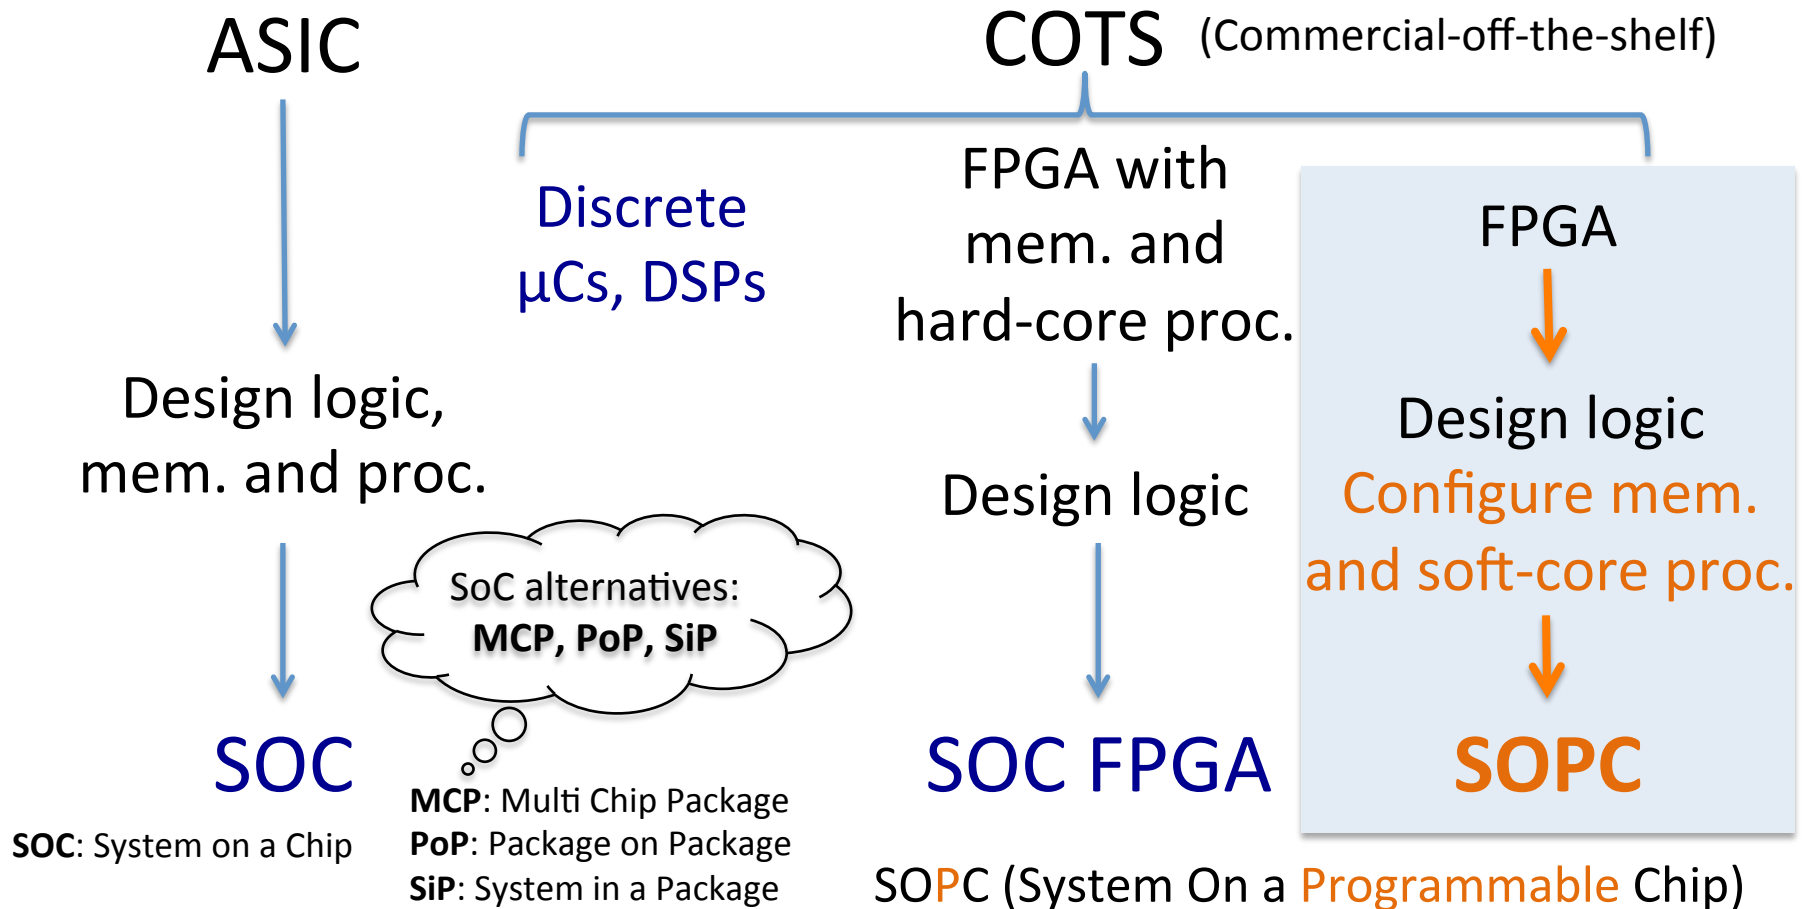 ASIC
COTS (Commercial-off-the-shelf)
Discrete
µCs, DSPs
FPGA with
mem. and
hard-core proc.
FPGA
Design logic,
mem. and proc.
Design logic
Design logic
Configure mem.
and soft-core proc.
SoC alternatives:
MCP, PoP, SiP
SOC
SOC FPGA
SOPC
SOC: System on a Chip
MCP: Multi Chip Package
PoP: Package on Package
SiP: System in a Package
SOPC (System On a Programmable Chip)